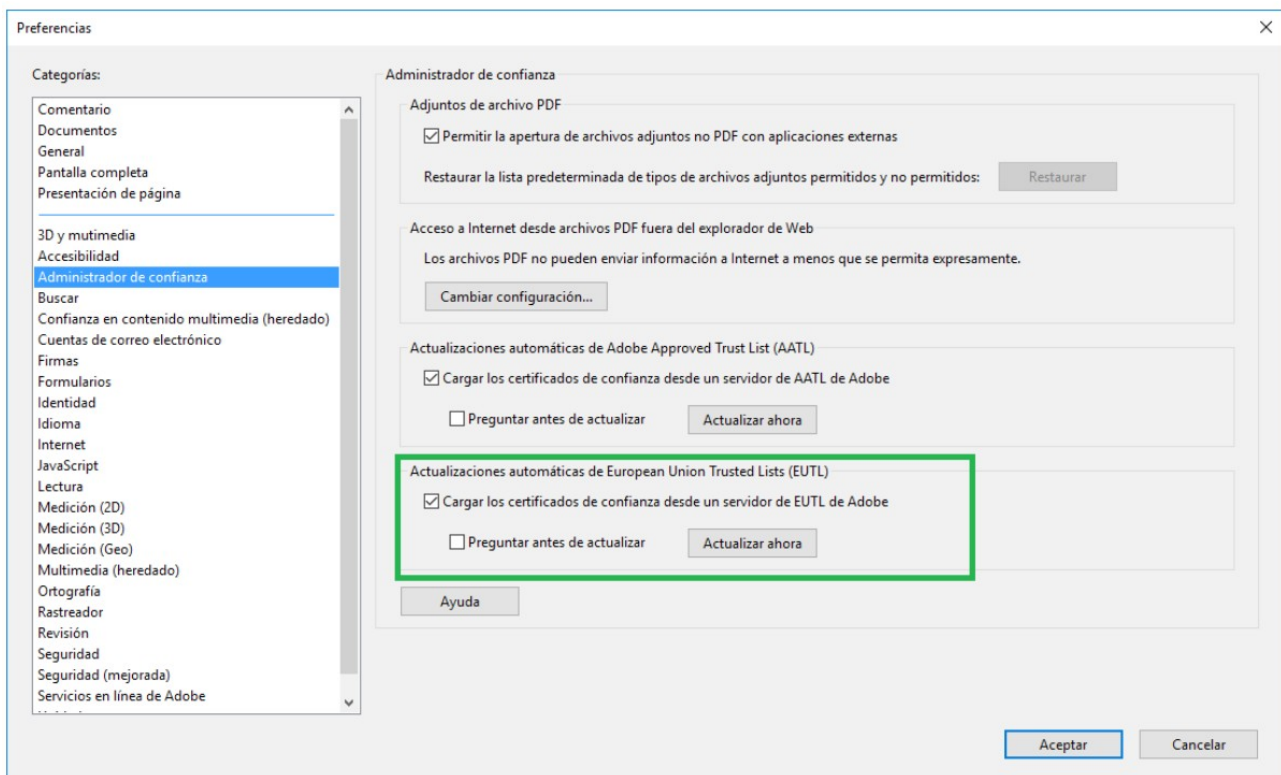 Preferencias
Categorías:
Comentario
Documentos
General
Pantalla completa
Presentación de página
3D y mutimedia
Accesibilidad
Administrador de confianza
Buscar
Confianza en contenido multimedia (heredado)
Cuentas de correo electrónico
Firmas
Formularios
Identidad
Idioma
Internet
JavaScript
Lectura
Medición (2D)
Medición (3D)
Medición (Geo)
Multimedia (heredado)
Ortografía
Rastreador
Revisión
Seguridad
Seguridad (mejorada)
Servicios en línea de Adobe
Administrador de confianza
Adjuntos de archivo PDF
Permitir la apertura de archivos adjuntos no PDF con aplicaciones externas
Restaurar la lista predeterminada de tipos de archivos adjuntos permitidos y no permitidos: Restaurar
Acceso a Internet desde archivos PDF fuera del explorador de Web
Los archivos PDF no pueden enviar información a Internet a menos que se permita expresamente.
Cambiar configuración...
Actualizaciones automáticas de Adobe Approved Trust List (AATL)
Cargar los certificados de confianza desde un servidor de AATL de Adobe
Preguntar antes de actualizar Actualizar ahora
Actualizaciones automáticas de European Union Trusted Lists (EUTL)
Cargar los certificados de confianza desde un servidor de EUTL de Adobe
Preguntar antes de actualizar Actualizar ahora
Ayuda
Aceptar Cancelar